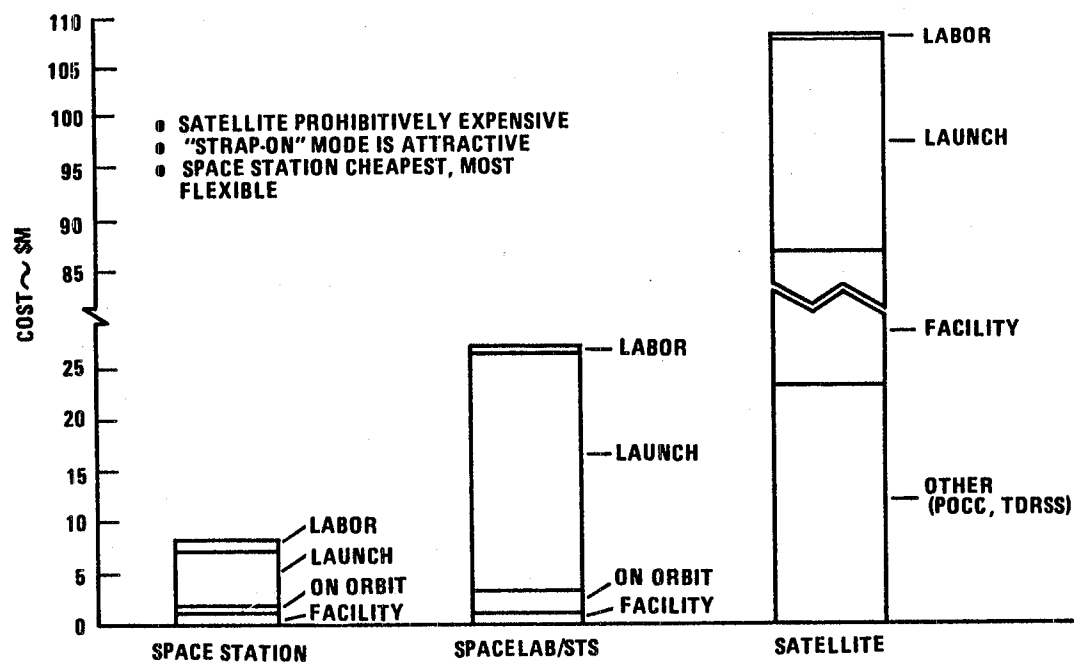 110
105
100
95
90
85
25
20
15
10
5
0
COST ~ $M
● SATELLITE PROHIBITIVELY EXPENSIVE
● "STRAP-ON" MODE IS ATTRACTIVE
● SPACE STATION CHEAPEST, MOST
FLEXIBLE
LABOR
LAUNCH
ON ORBIT
FACILITY
LABOR
LAUNCH
ON ORBIT
FACILITY
LABOR
LAUNCH
FACILITY
OTHER
(POCC, TDRSS)
SPACE STATION
SPACELAB/STS
SATELLITE